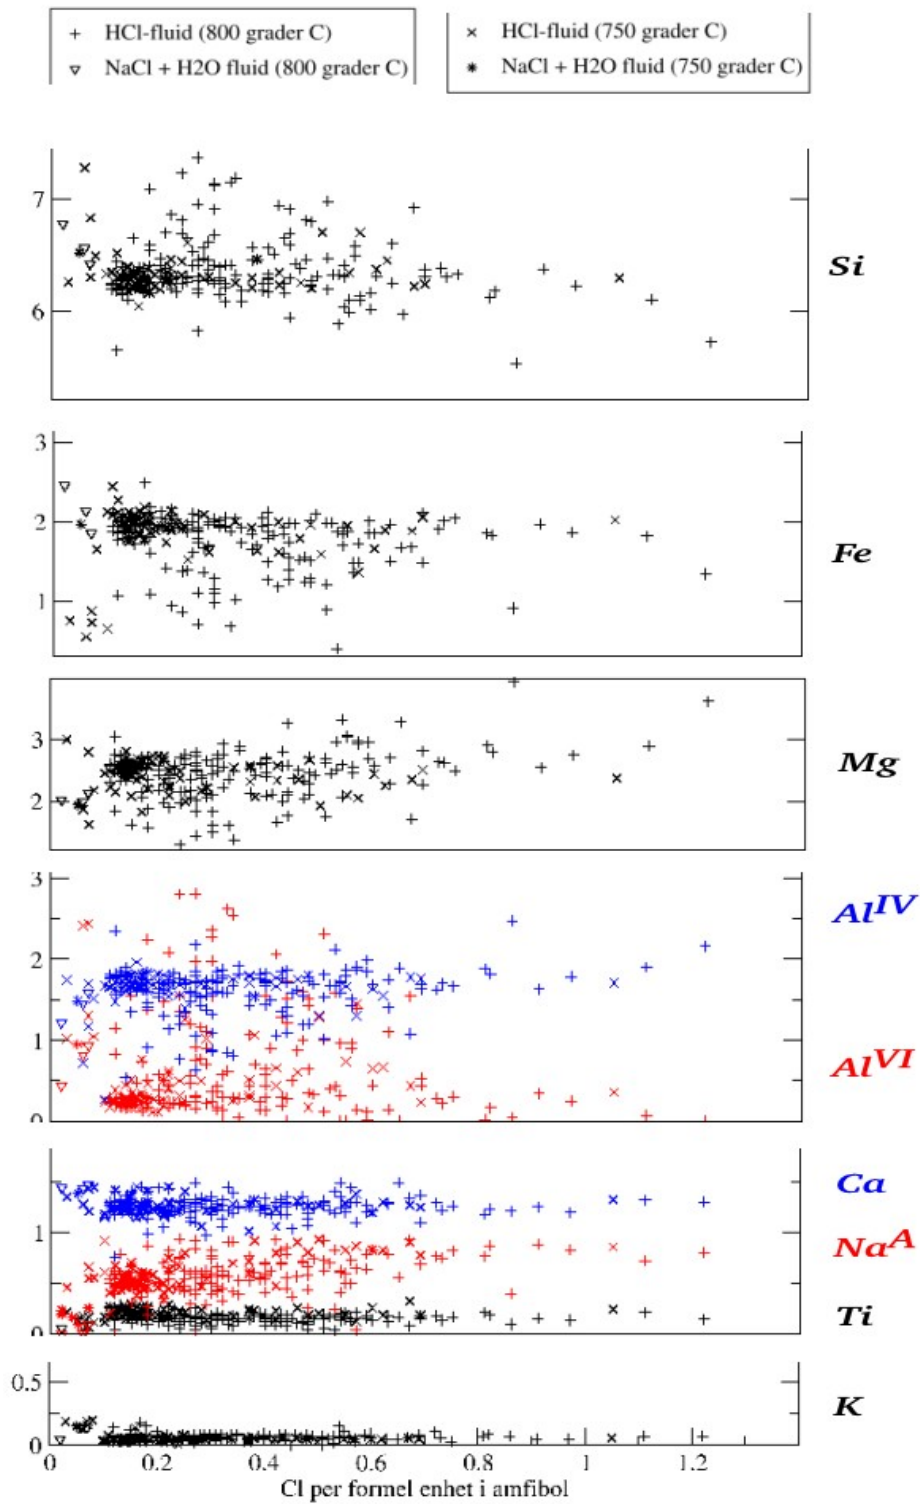 HCl-fluid (800 grader C)
NaCl + H2O fluid (800 grader C)
HCl-fluid (750 grader C)
NaCl + H2O fluid (750 grader C)
7
6
Si
3
2
1
Fe
3
2
Mg
3
2
1
0
Al^IV
Al^VI
1
0
Ca
Na^A
Ti
0.5
0
K
0 0.2 0.4 0.6 0.8 1 1.2
Cl per formel enhet i amfibol